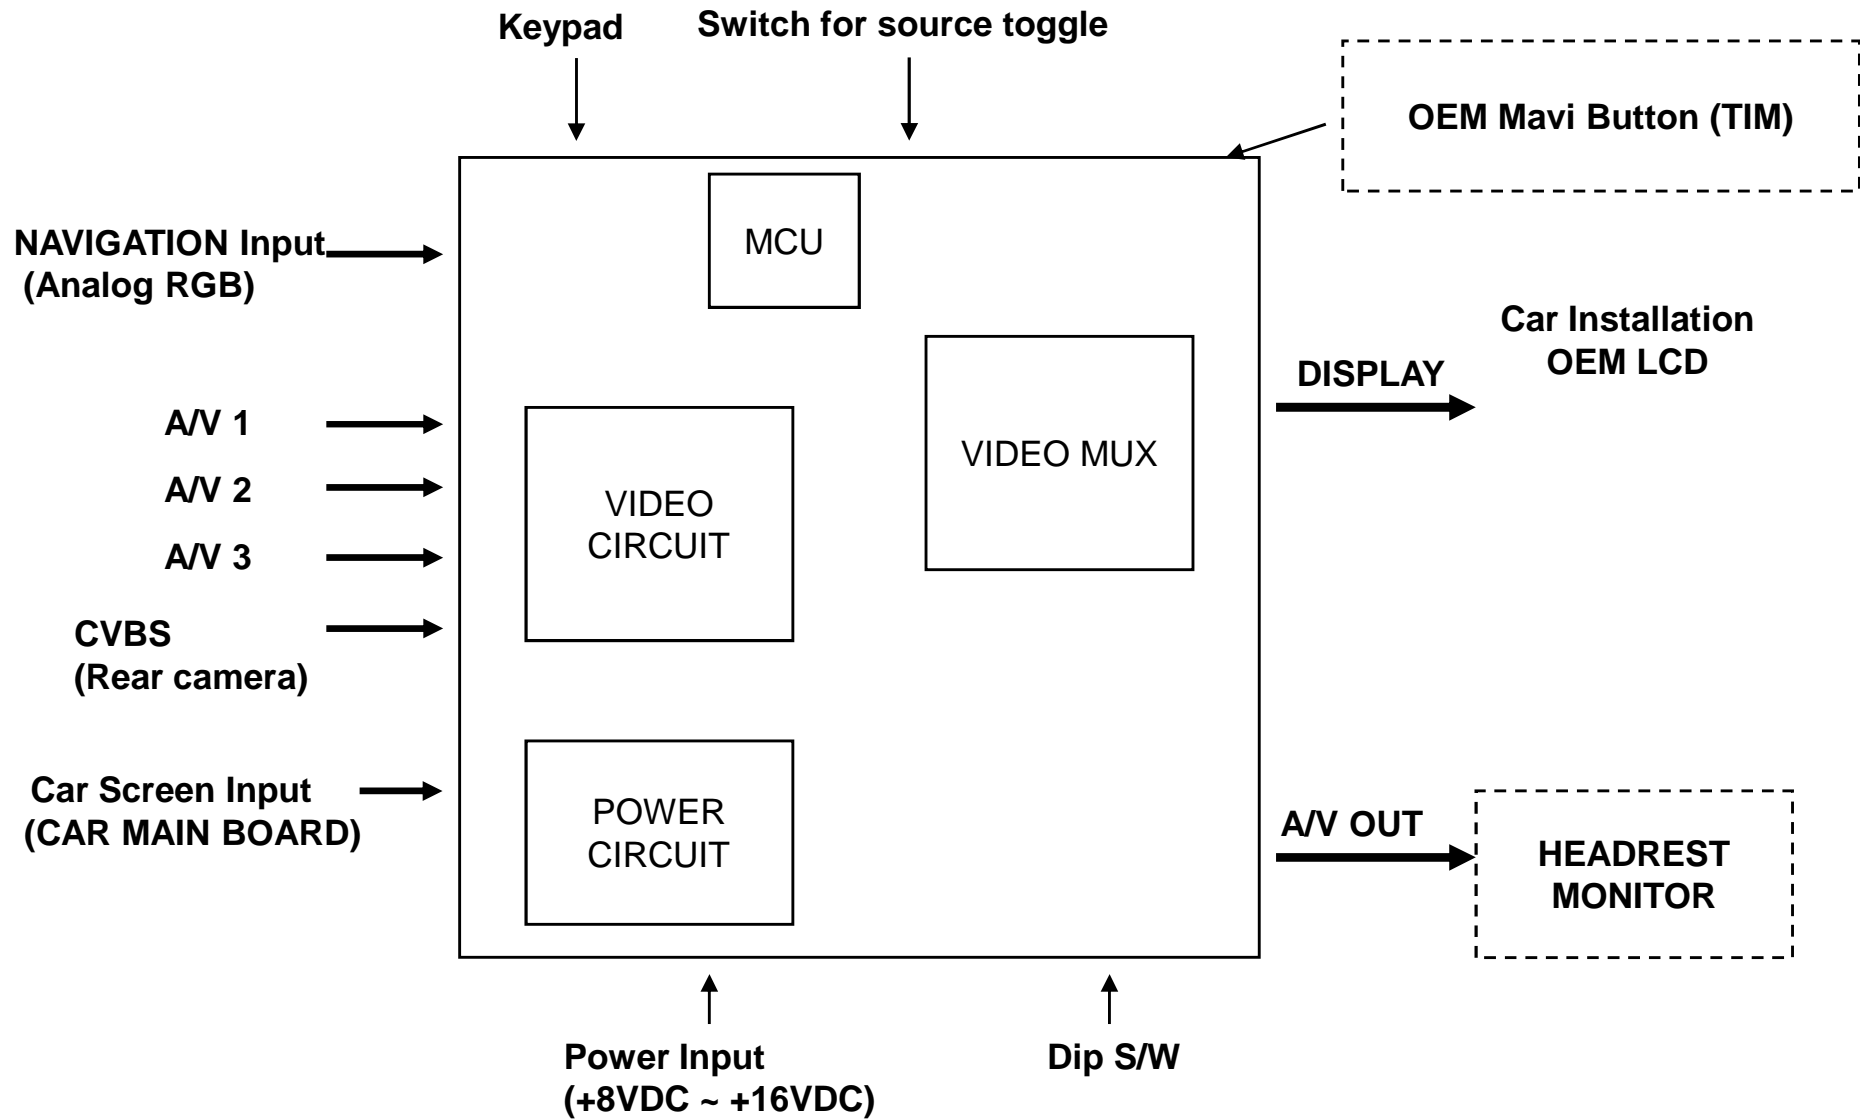 Keypad
Switch for source toggle
OEM Mavi Button (TIM)
NAVIGATION Input
(Analog RGB)
MCU
Car Installation
OEM LCD
DISPLAY
A/V 1
A/V 2
A/V 3
VIDEO
CIRCUIT
VIDEO MUX
CVBS
(Rear camera)
Car Screen Input
(CAR MAIN BOARD)
POWER
CIRCUIT
A/V OUT
HEADREST
MONITOR
Power Input
(+8VDC ~ +16VDC)
Dip S/W